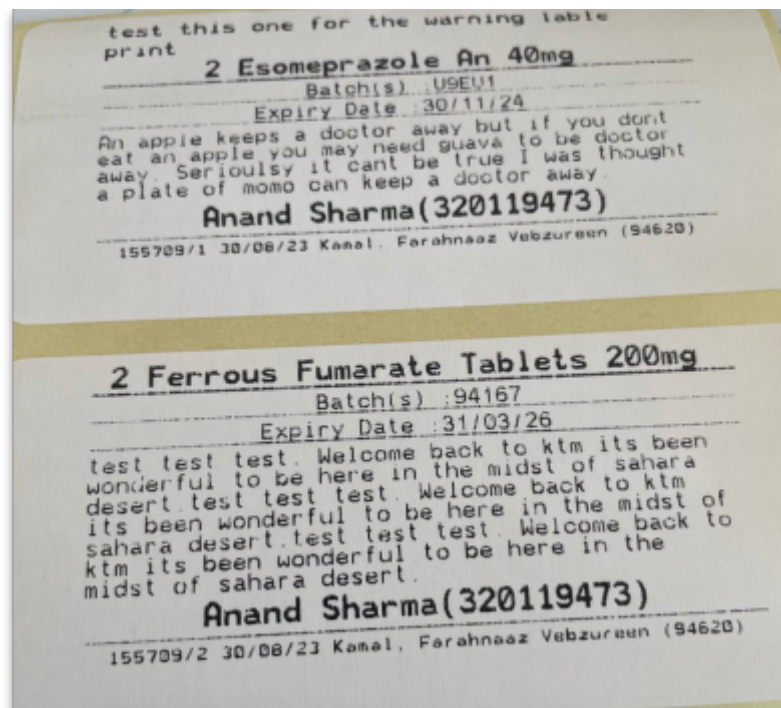 test this one for the warning lable
print
2 Esomeprazole An 40mg
Batch(s) :U9EU1
Expiry Date :30/11/24
An apple keeps a doctor away but if you dont
eat an apple you may need guava to be doctor
away. Serioulsy it cant be true I was thought
a plate of momo can keep a doctor away.
Anand Sharma(320119473)
155709/1 30/08/23 Kamal, Farahnaaz Vebzureen (94620)
2 Ferrous Fumarate Tablets 200mg
Batch(s) :94167
Expiry Date :31/03/26
test test test. Welcome back to ktm its been
wonderful to be here in the midst of sahara
desert.test test test. Welcome back to ktm
its been wonderful to be here in the midst of
sahara desert.test test test. Welcome back to
ktm its been wonderful to be here in the
midst of sahara desert.
Anand Sharma(320119473)
155709/2 30/08/23 Kamal, Farahnaaz Vebzureen (94620)